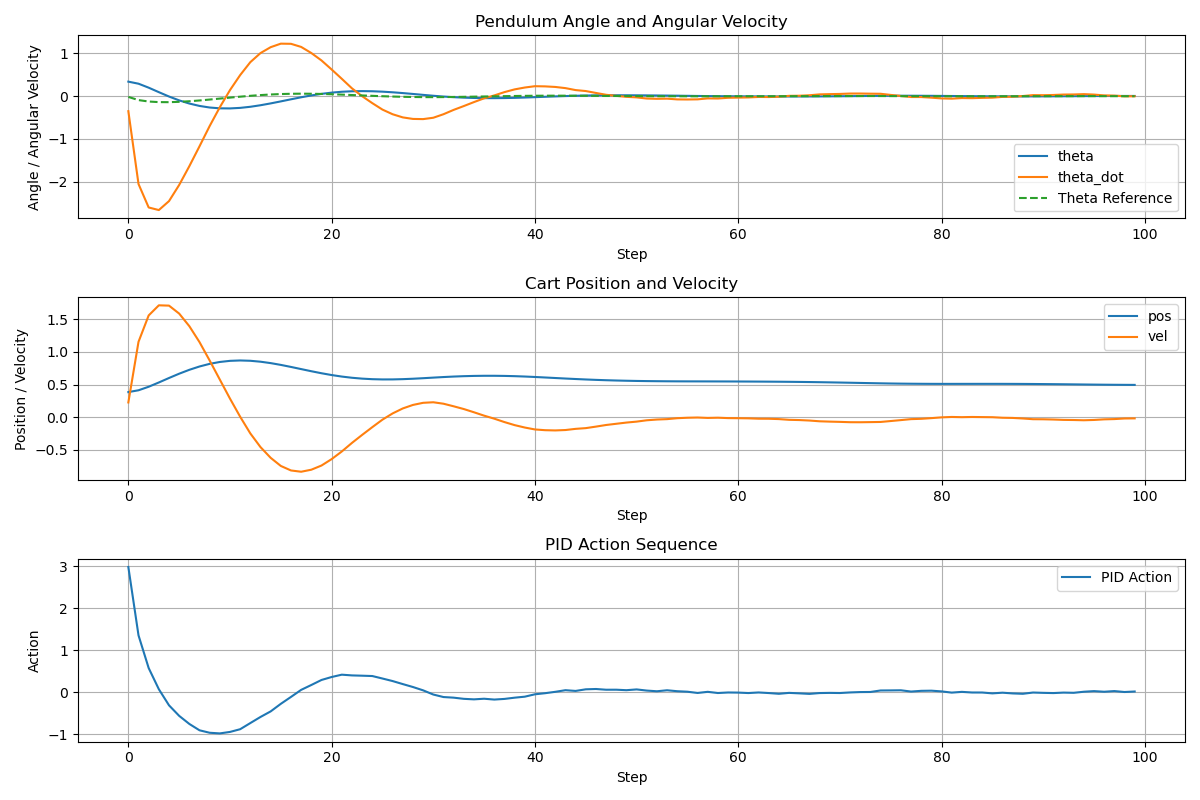 Pendulum Angle and Angular Velocity
Angle / Angular Velocity
1
0
−1
−2
theta
theta_dot
Theta Reference
0 20 40 60 80 100
Step
Cart Position and Velocity
Position / Velocity
1.5
1.0
0.5
0.0
−0.5
pos
vel
0 20 40 60 80 100
Step
PID Action Sequence
Action
3
2
1
0
−1
PID Action
0 20 40 60 80 100
Step